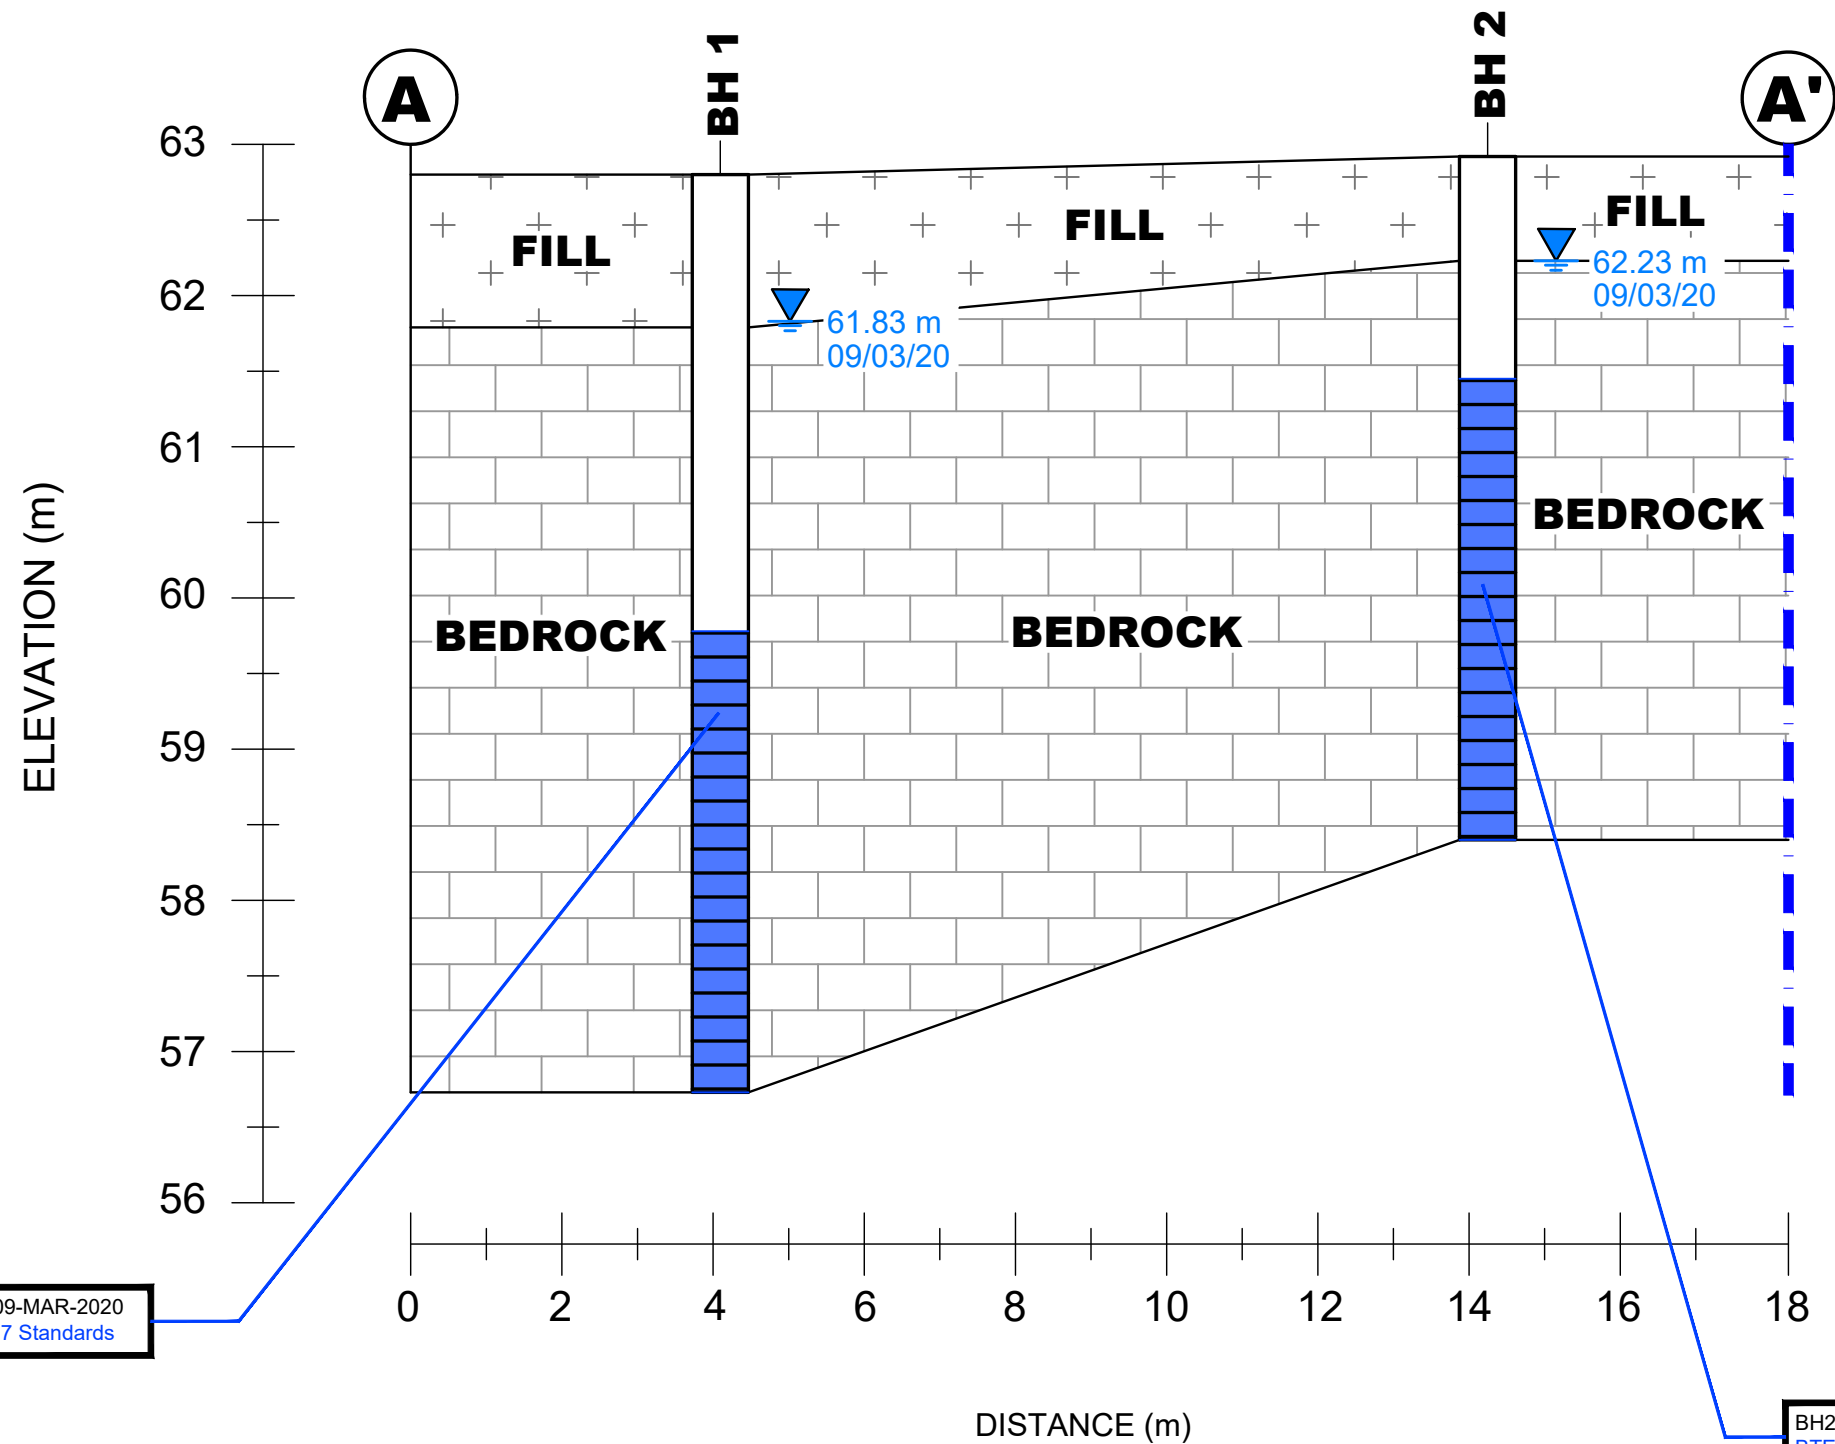 BH 1
BH 2
A
A'
63
62
61
60
59
58
57
56
ELEVATION (m)
FILL
FILL
FILL
61.83 m
09/03/20
62.23 m
09/03/20
BEDROCK
BEDROCK
BEDROCK
0 2 4 6 8 10 12 14 16 18
DISTANCE (m)
09-MAR-2020
7 Standards
BH2